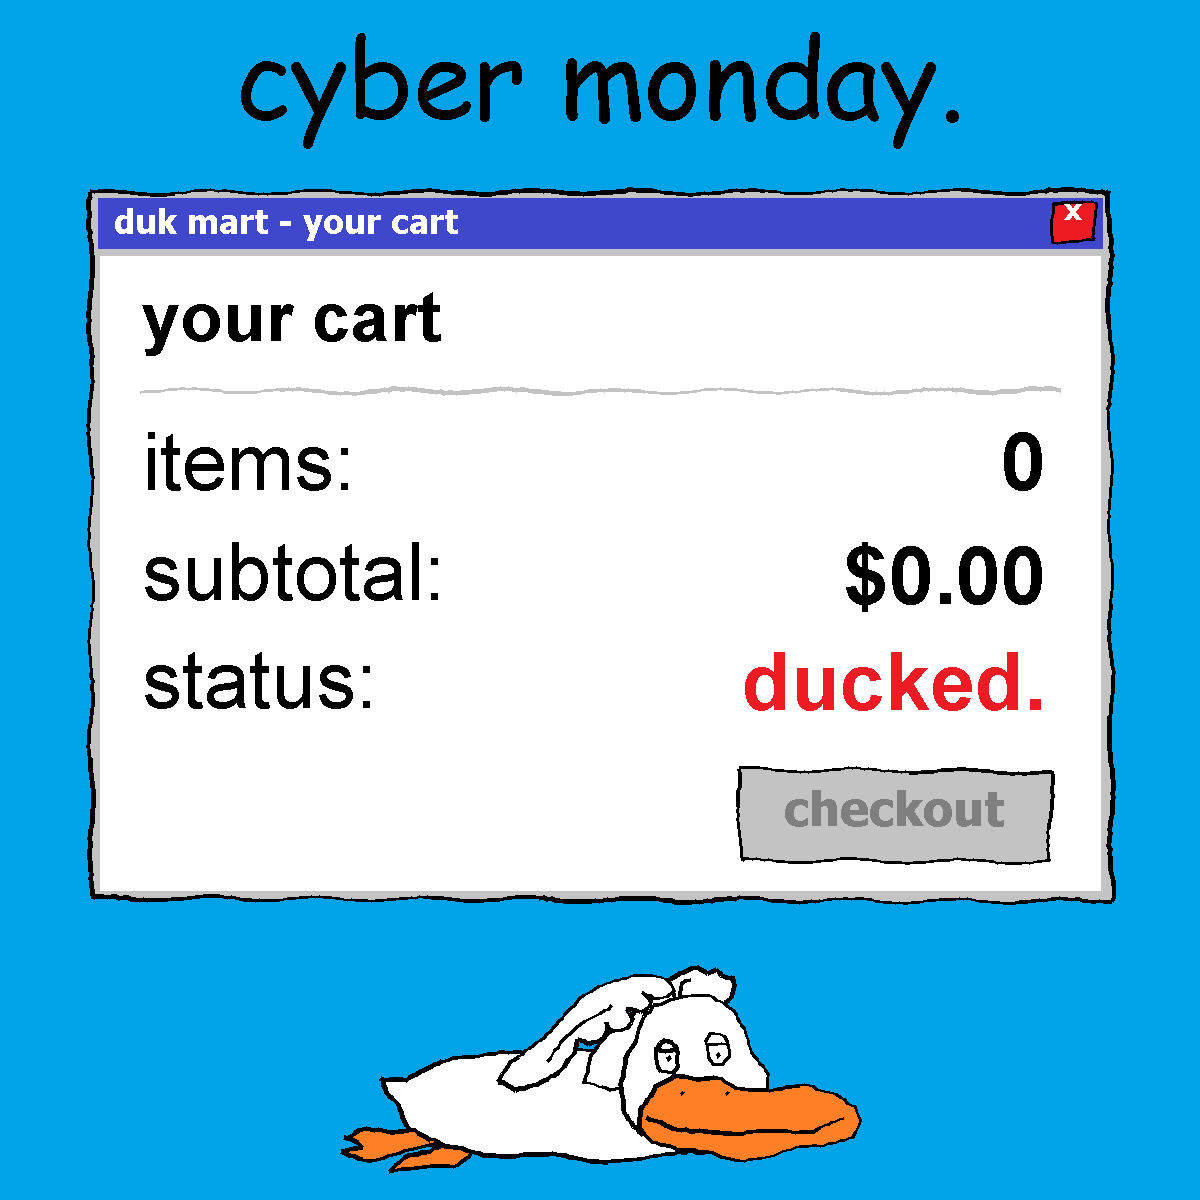 cyber monday.
duk mart - your cart
x
your cart
items: 0
subtotal: $0.00
status: ducked.
checkout